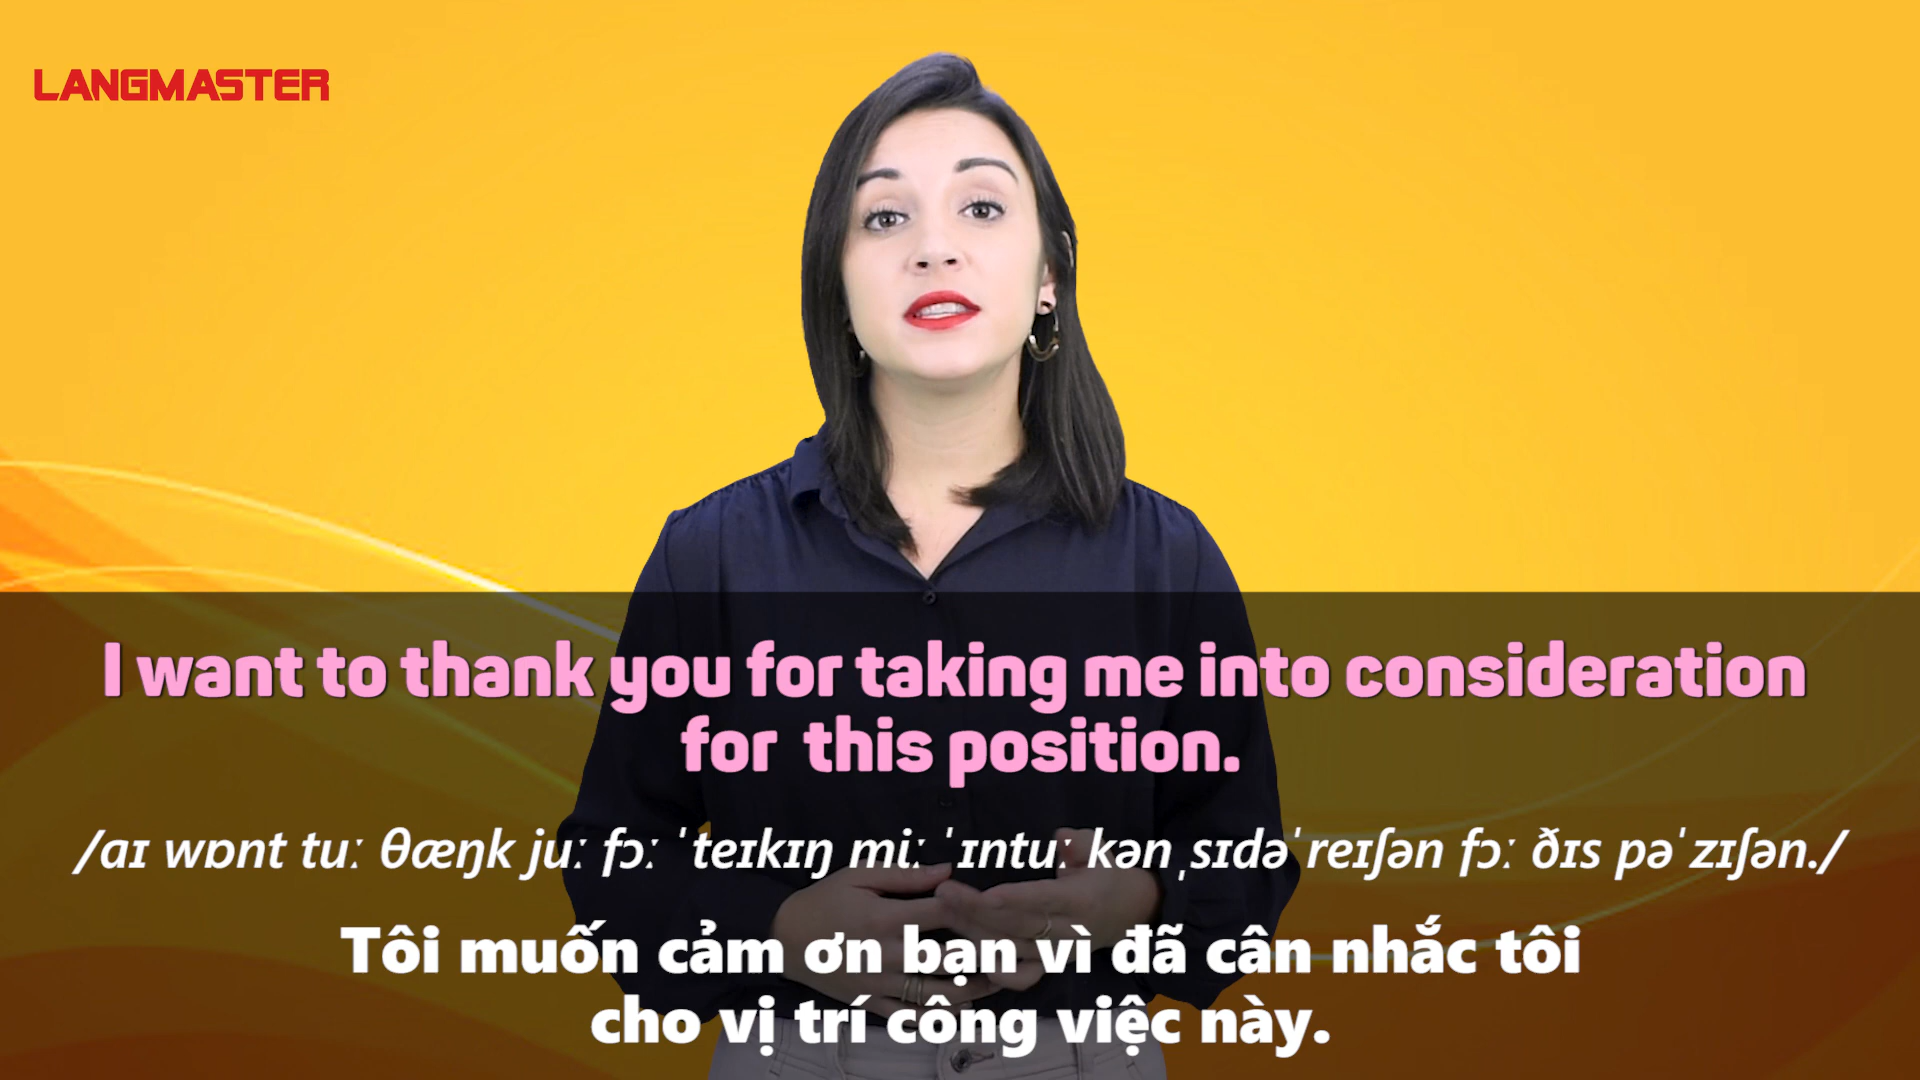 LANGMASTER
I want to thank you for taking me into consideration
for this position.
/aɪ wɒnt tuː θæŋk juː fɔː ˈteɪkɪŋ miː ˈɪntuː kənˌsɪdəˈreɪʃən fɔː ðɪs pəˈzɪʃən./
Tôi muốn cảm ơn bạn vì đã cân nhắc tôi
cho vị trí công việc này.